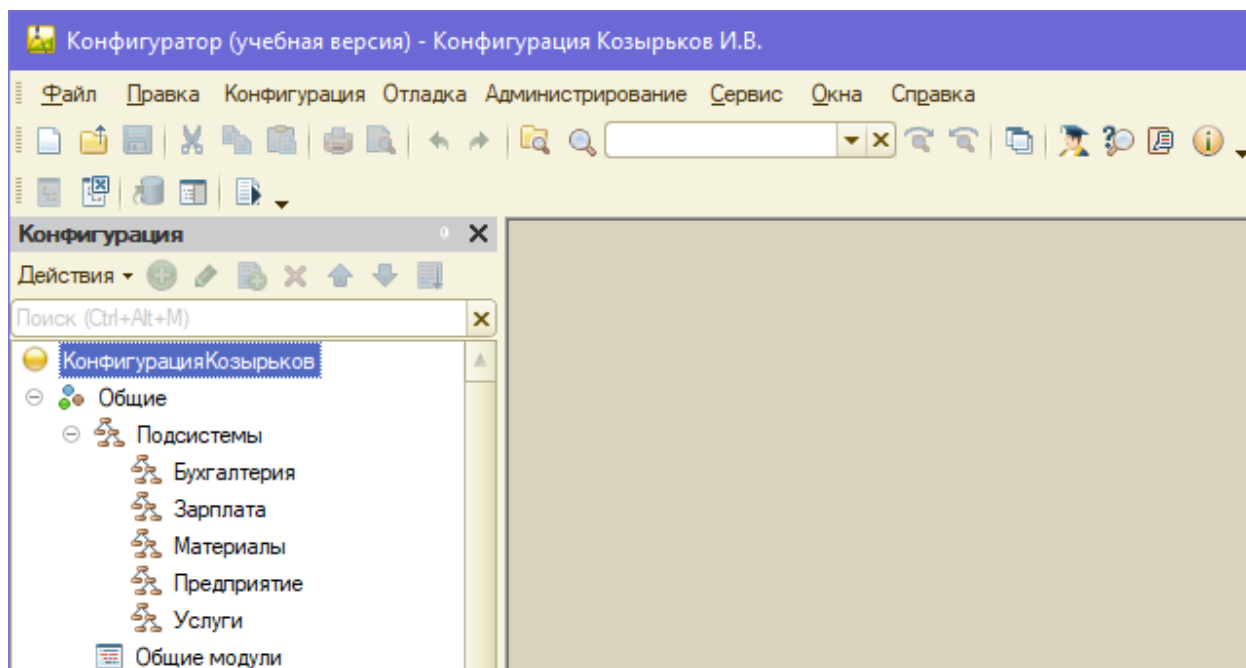 Конфигуратор (учебная версия) - Конфигурация Козырьков И.В.
Файл Правка Конфигурация Отладка Администрирование Сервис Окна Справка
Конфигурация
Действия
Поиск (Ctrl+Alt+M)
КонфигурацияКозырьков
Общие
Подсистемы
Бухгалтерия
Зарплата
Материалы
Предприятие
Услуги
Общие модули